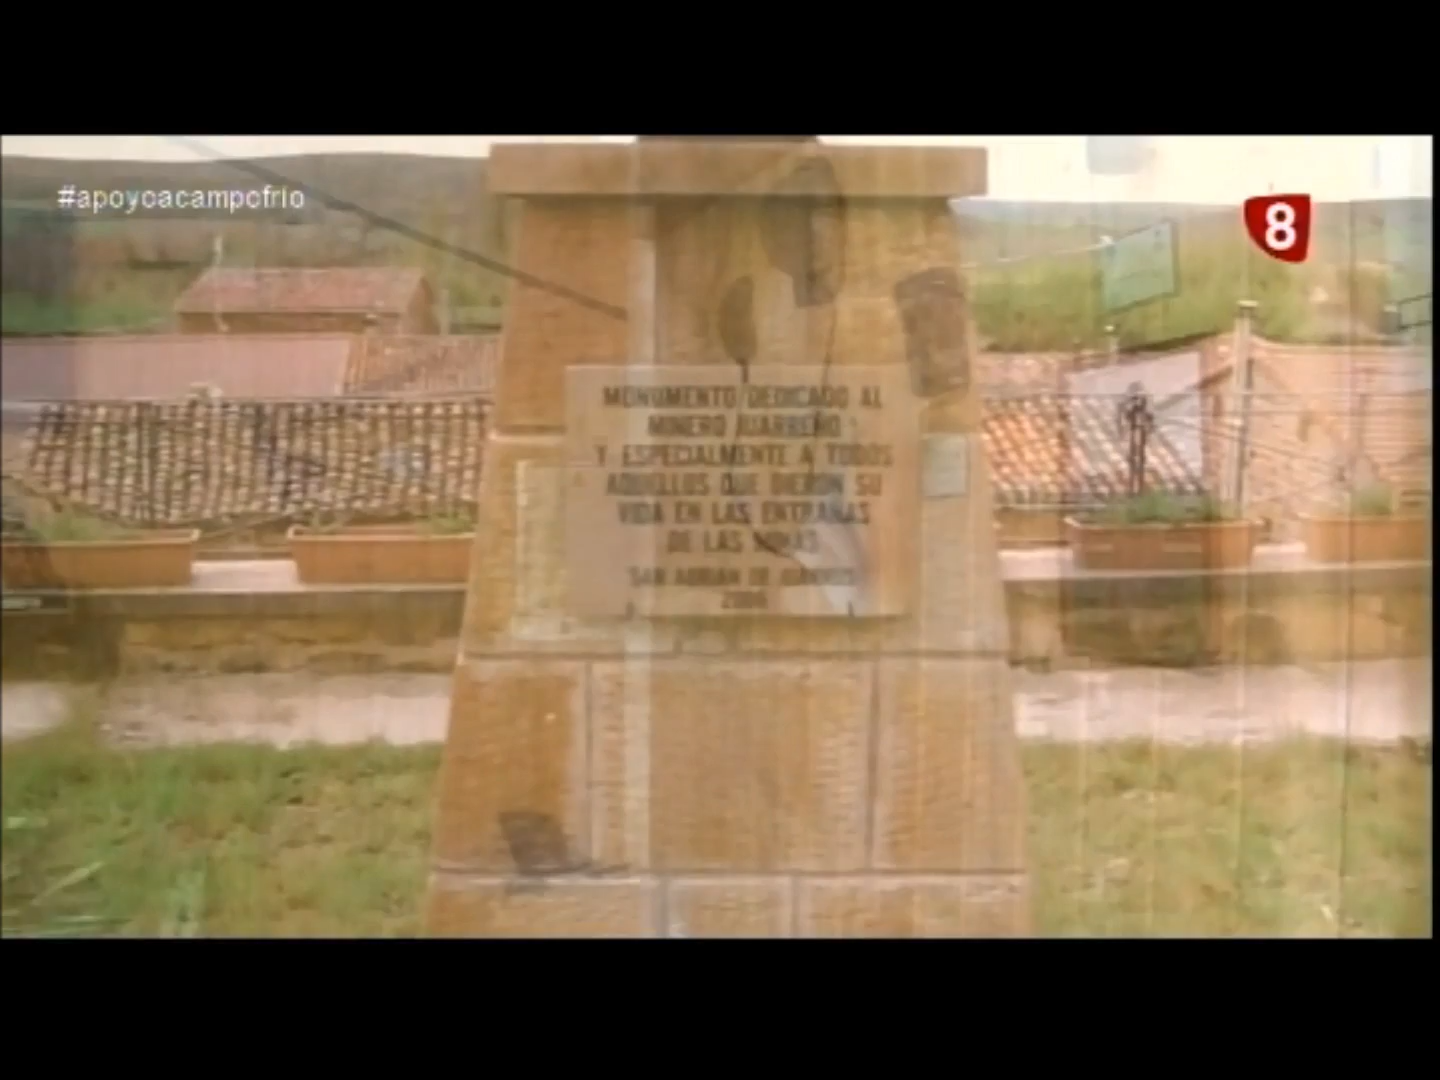 #apoyoacampofrio
8
MONUMENTO DEDICADO AL
MINERO JUARREÑO
Y ESPECIALMENTE A TODOS
AQUELLOS QUE DIERON SU
VIDA EN LAS ENTRAÑAS
DE LAS MINAS
SAN ADRIAN DE JUARROS